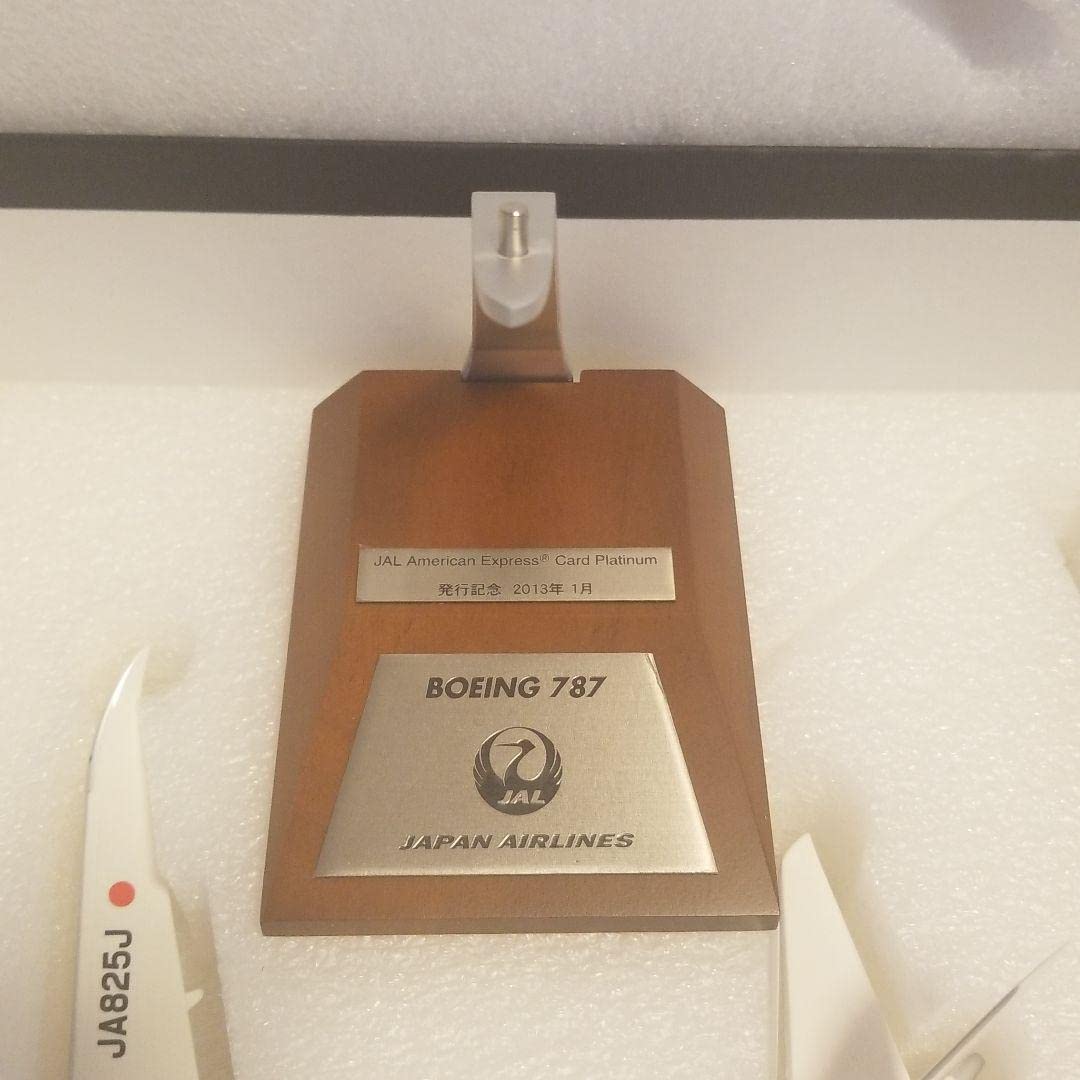 JAL American Express® Card Platinum
発行記念 2013年 1月
BOEING 787
JAL
JAPAN AIRLINES
JA825J